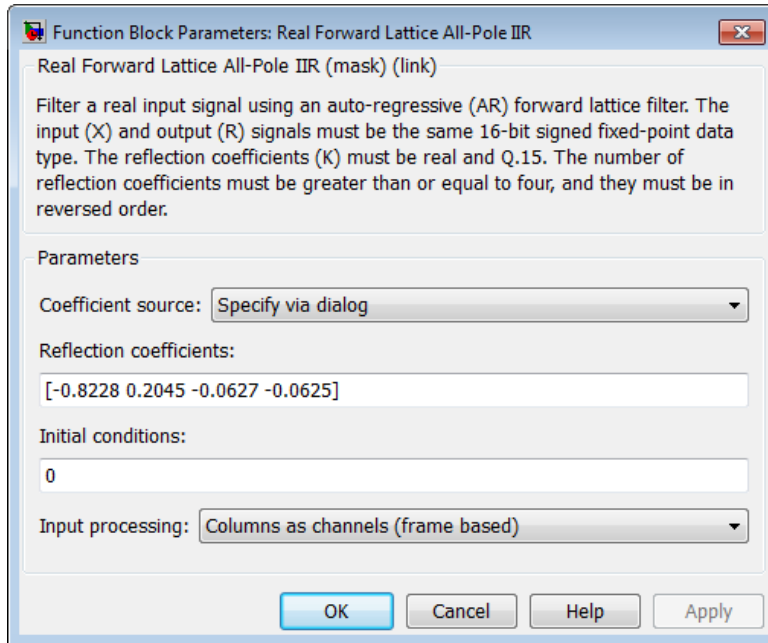 Function Block Parameters: Real Forward Lattice All-Pole IIR
Real Forward Lattice All-Pole IIR (mask) (link)
Filter a real input signal using an auto-regressive (AR) forward lattice filter. The
input (X) and output (R) signals must be the same 16-bit signed fixed-point data
type. The reflection coefficients (K) must be real and Q.15. The number of
reflection coefficients must be greater than or equal to four, and they must be in
reversed order.
Parameters
Coefficient source: Specify via dialog
Reflection coefficients:
[-0.8228 0.2045 -0.0627 -0.0625]
Initial conditions:
0
Input processing: Columns as channels (frame based)
OK Cancel Help Apply